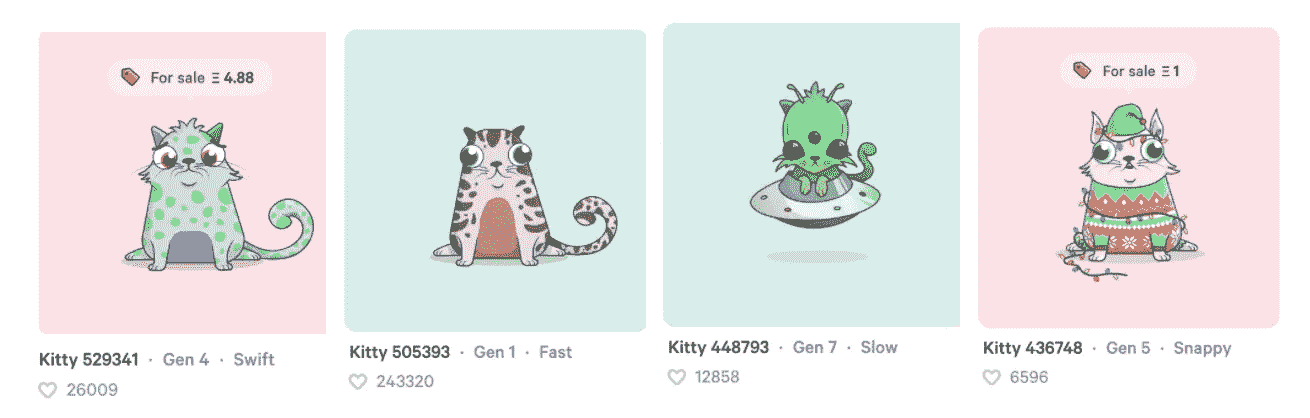 For sale Ξ 4.88
Kitty 529341 · Gen 4 · Swift
26009
Kitty 505393 · Gen 1 · Fast
243320
Kitty 448793 · Gen 7 · Slow
12858
For sale Ξ 1
Kitty 436748 · Gen 5 · Snappy
6596